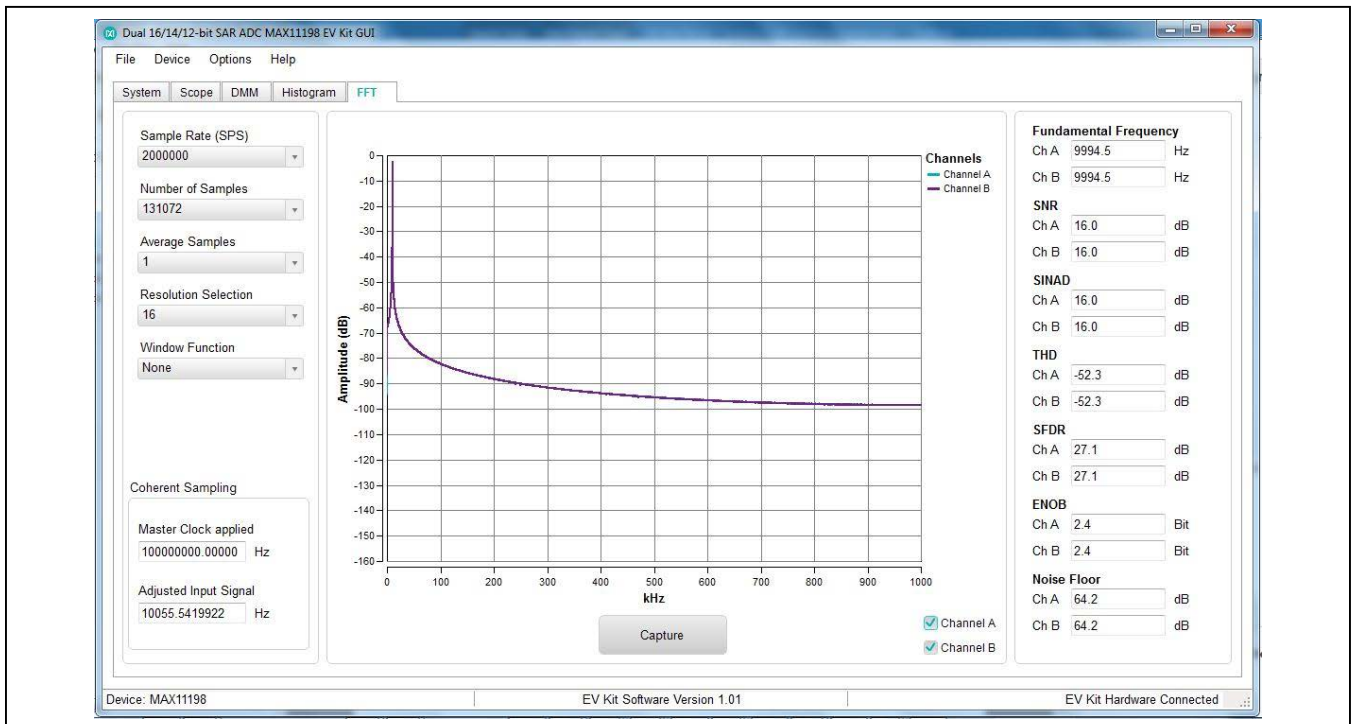 Dual 16/14/12-bit SAR ADC MAX11198 EV Kit GUI
File Device Options Help
System Scope DMM Histogram FFT
Sample Rate (SPS)
2000000
Number of Samples
131072
Average Samples
1
Resolution Selection
16
Window Function
None
Coherent Sampling
Master Clock applied
100000000.00000 Hz
Adjusted Input Signal
10055.5419922 Hz
Amplitude (dB)
0
-10
-20
-30
-40
-50
-60
-70
-80
-90
-100
-110
-120
-130
-140
-150
-160
0 100 200 300 400 500 600 700 800 900 1000
kHz
Channels
Channel A
Channel B
Capture
Channel A
Channel B
Fundamental Frequency
Ch A 9994.5 Hz
Ch B 9994.5 Hz
SNR
Ch A 16.0 dB
Ch B 16.0 dB
SINAD
Ch A 16.0 dB
Ch B 16.0 dB
THD
Ch A -52.3 dB
Ch B -52.3 dB
SFDR
Ch A 27.1 dB
Ch B 27.1 dB
ENOB
Ch A 2.4 Bit
Ch B 2.4 Bit
Noise Floor
Ch A 64.2 dB
Ch B 64.2 dB
Device: MAX11198 EV Kit Software Version 1.01 EV Kit Hardware Connected